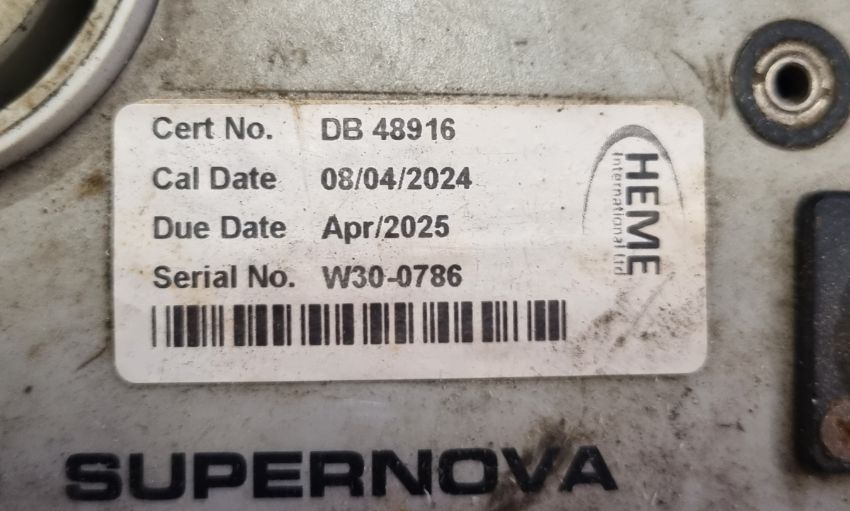 Cert No. DB 48916
Cal Date 08/04/2024
Due Date Apr/2025
Serial No. W30-0786
HEME
International Ltd
SUPERNOVA